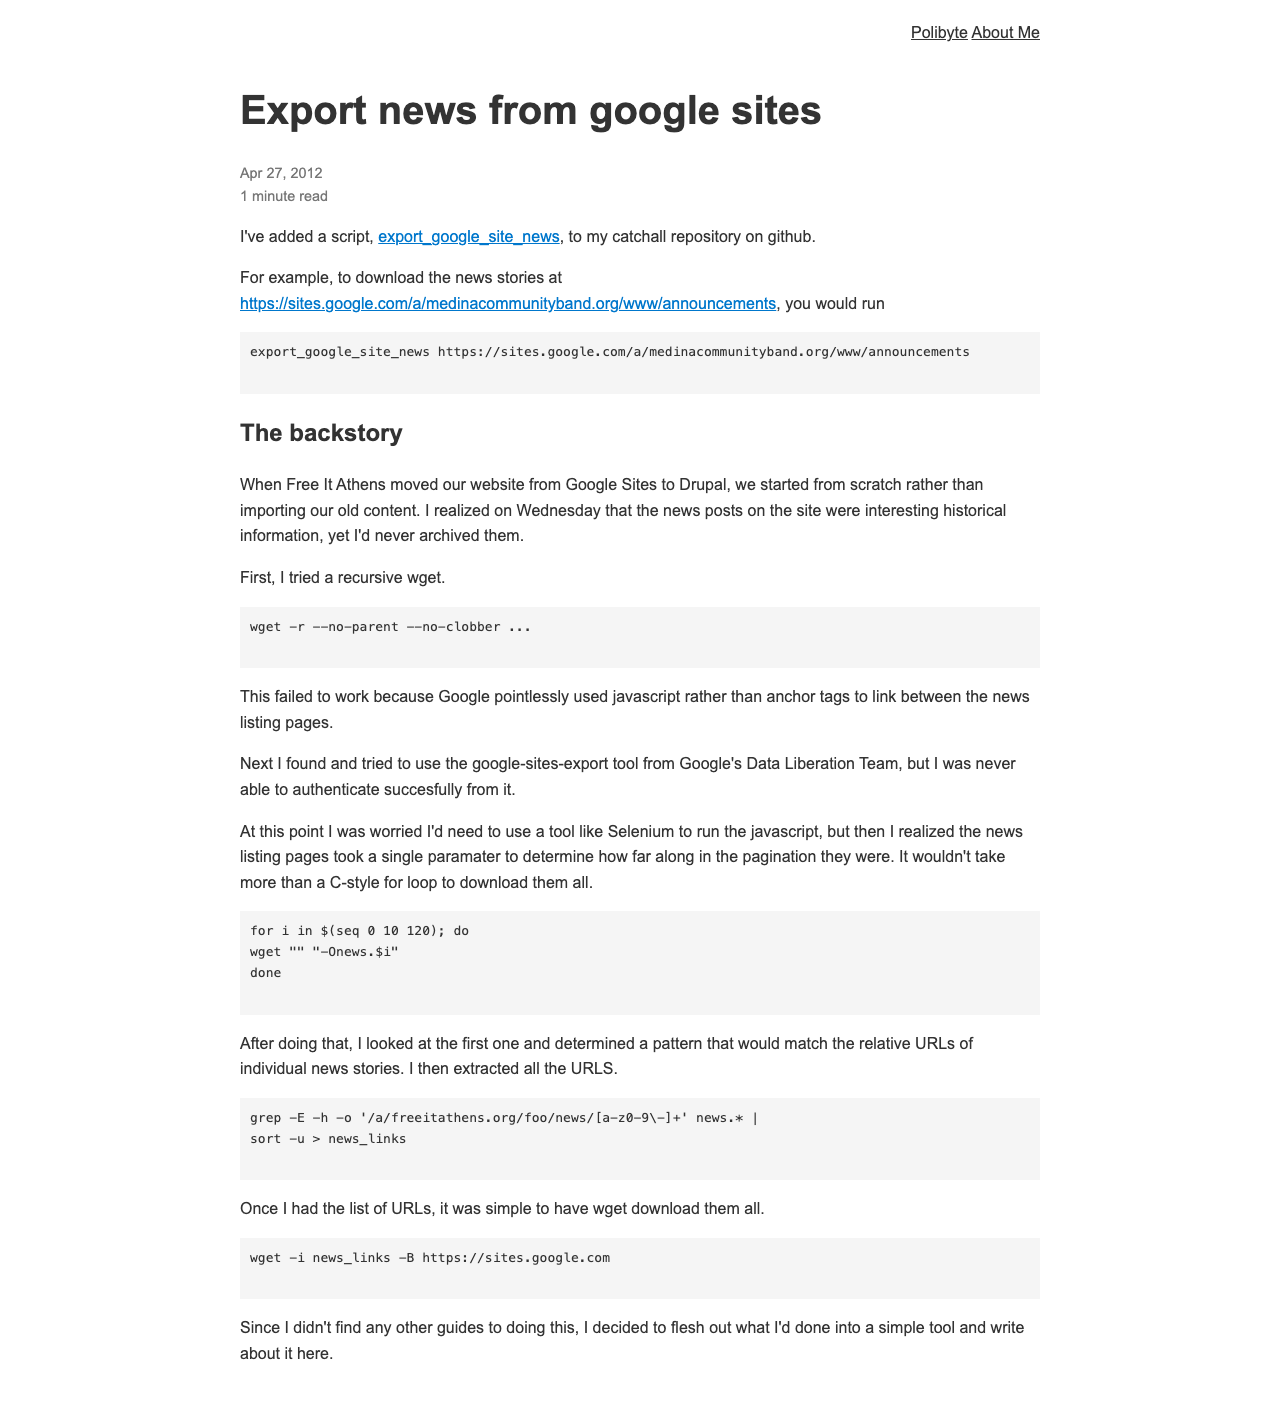 Polibyte About Me
Export news from google sites
Apr 27, 2012
1 minute read
I've added a script, export_google_site_news, to my catchall repository on github.
For example, to download the news stories at
https://sites.google.com/a/medinacommunityband.org/www/announcements, you would run
export_google_site_news https://sites.google.com/a/medinacommunityband.org/www/announcements
The backstory
When Free It Athens moved our website from Google Sites to Drupal, we started from scratch rather than
importing our old content. I realized on Wednesday that the news posts on the site were interesting historical
information, yet I'd never archived them.
First, I tried a recursive wget.
wget -r --no-parent --no-clobber ...
This failed to work because Google pointlessly used javascript rather than anchor tags to link between the news
listing pages.
Next I found and tried to use the google-sites-export tool from Google's Data Liberation Team, but I was never
able to authenticate succesfully from it.
At this point I was worried I'd need to use a tool like Selenium to run the javascript, but then I realized the news
listing pages took a single paramater to determine how far along in the pagination they were. It wouldn't take
more than a C-style for loop to download them all.
for i in $(seq 0 10 120); do
wget "" "-Onews.$i"
done
After doing that, I looked at the first one and determined a pattern that would match the relative URLs of
individual news stories. I then extracted all the URLS.
grep -E -h -o '/a/freeitathens.org/foo/news/[a-z0-9\-]+' news.* |
sort -u > news_links
Once I had the list of URLs, it was simple to have wget download them all.
wget -i news_links -B https://sites.google.com
Since I didn't find any other guides to doing this, I decided to flesh out what I'd done into a simple tool and write
about it here.